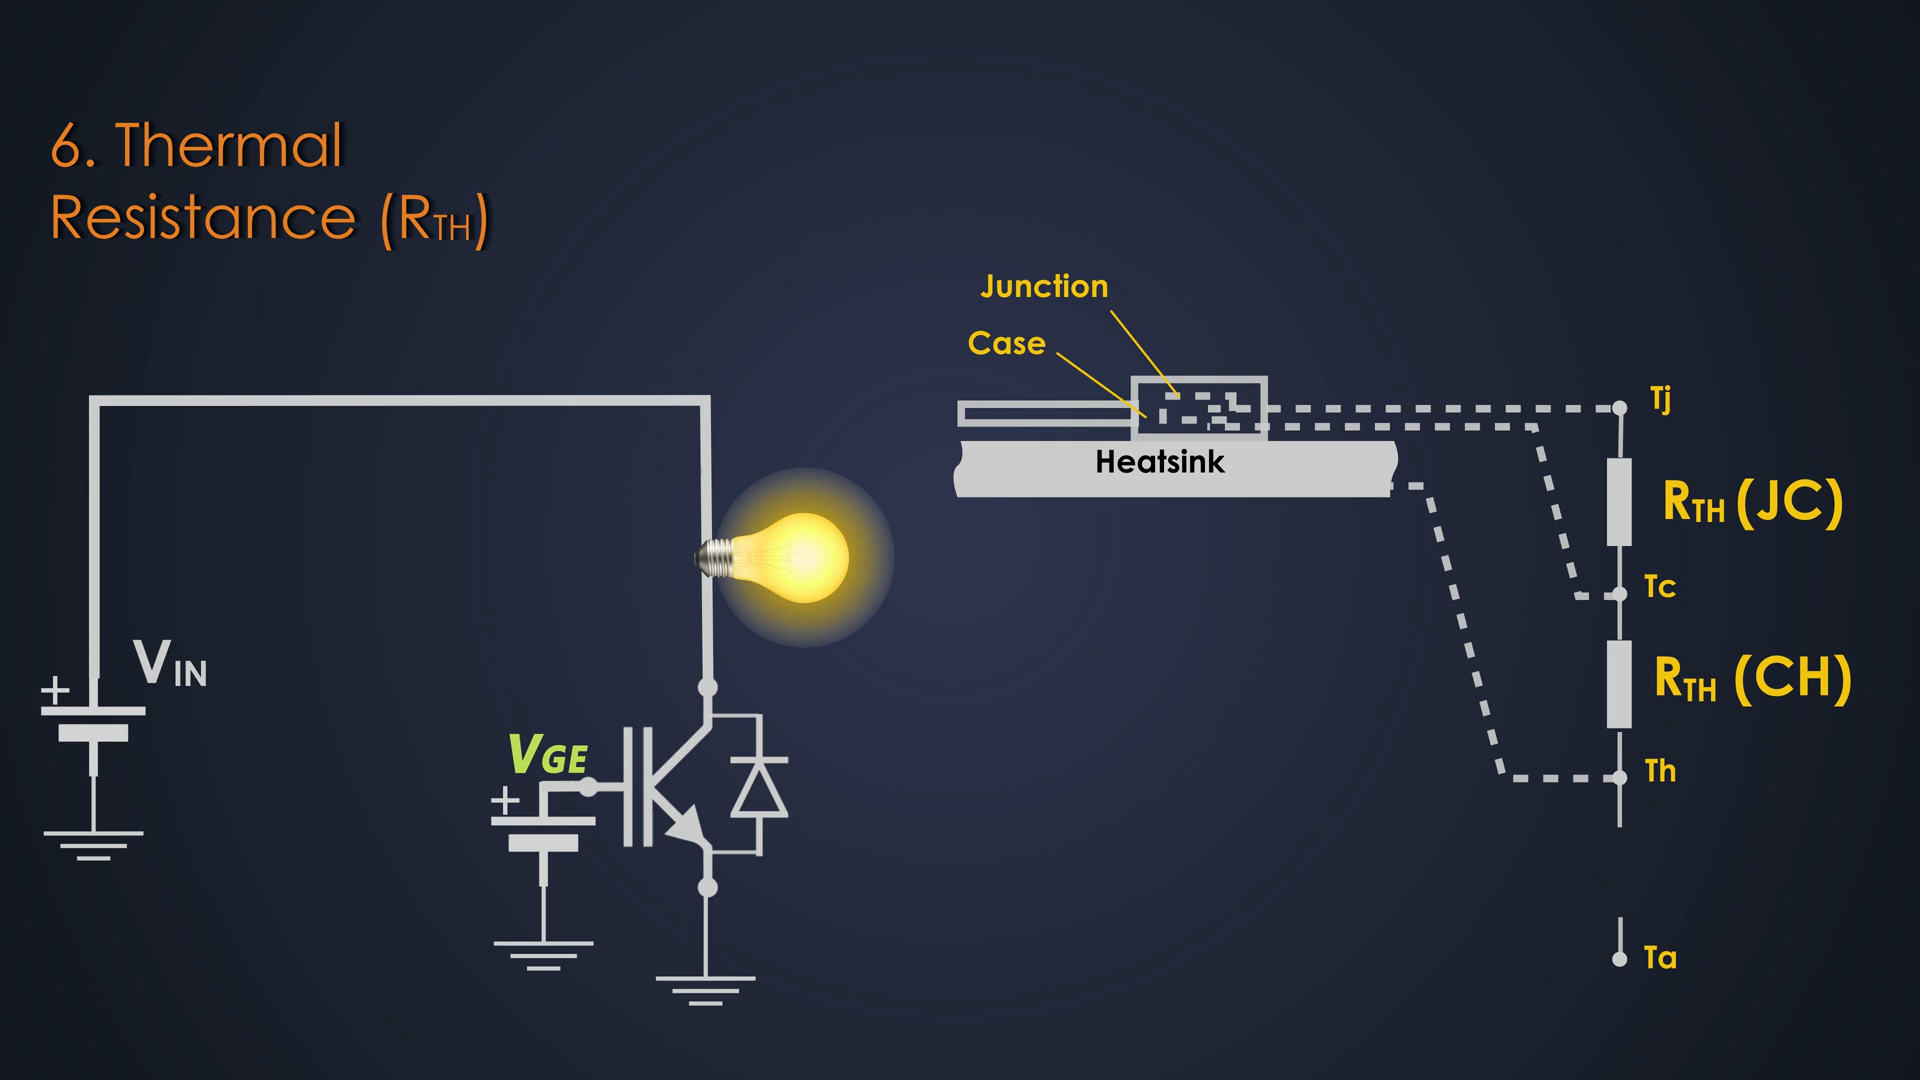 6. Thermal
Resistance (RTH)
Junction
Case
Heatsink
Tj
RTH (JC)
Tc
RTH (CH)
Th
Ta
VIN
+
VGE
+